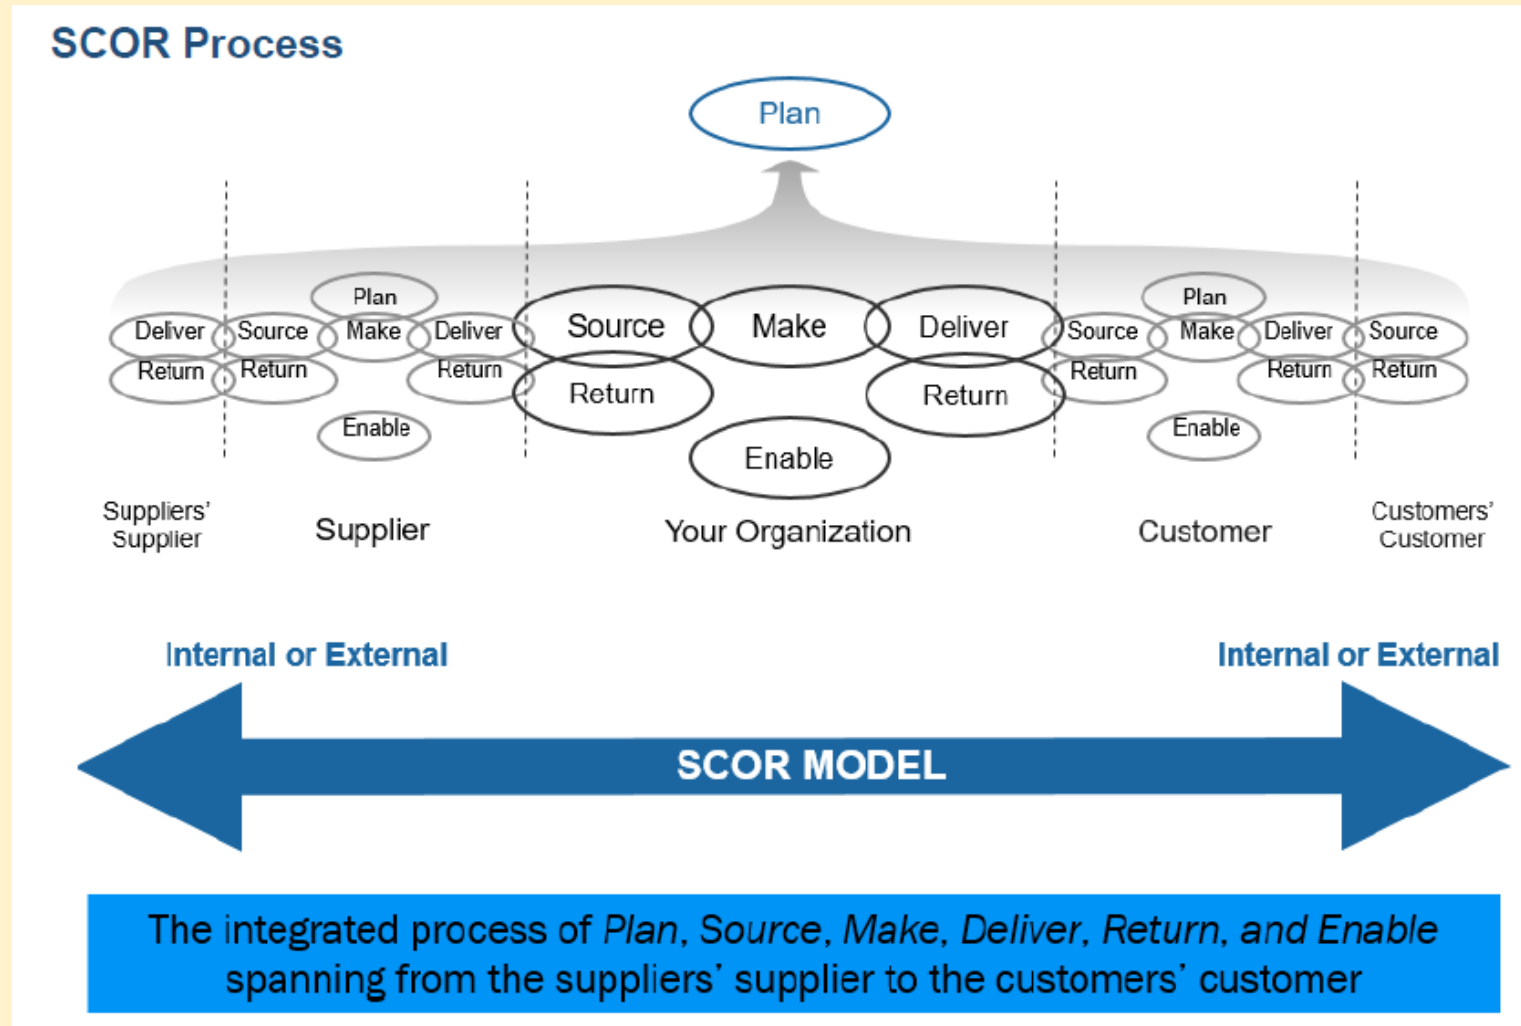 SCOR Process
Plan
Plan
Plan
Deliver Source Make Deliver Source Make Deliver Source Make Deliver Source
Return Return Return Return Return Return Return Return
Enable Enable Enable
Suppliers'
Supplier
Supplier
Your Organization
Customer
Customers'
Customer
Internal or External
Internal or External
SCOR MODEL
The integrated process of Plan, Source, Make, Deliver, Return, and Enable
spanning from the suppliers' supplier to the customers' customer